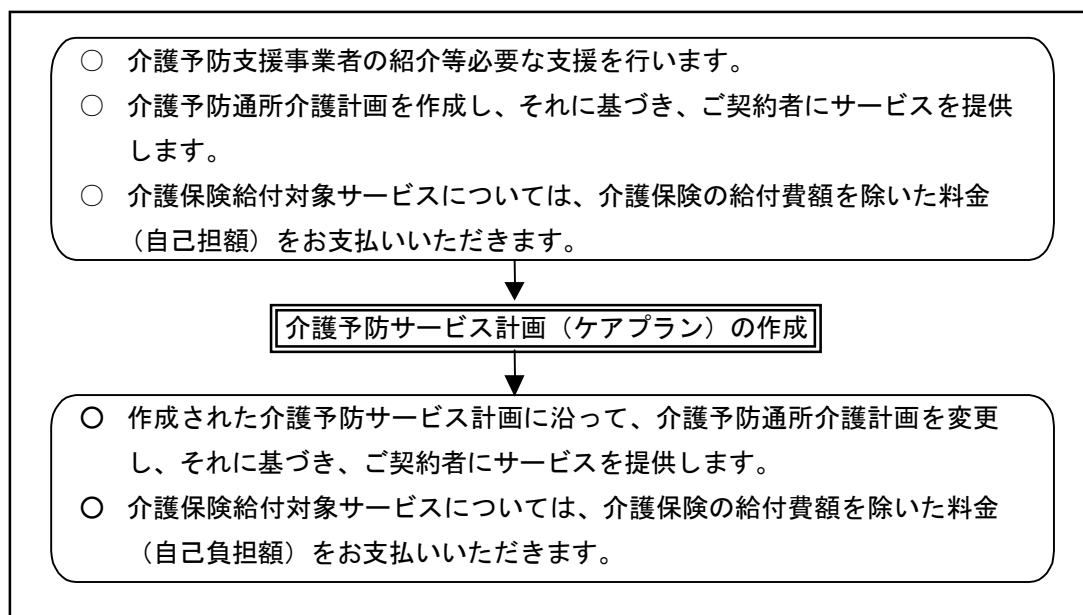 ○ 介護予防支援事業者の紹介等必要な支援を行います。
○ 介護予防通所介護計画を作成し、それに基づき、ご契約者にサービスを提供
します。
○ 介護保険給付対象サービスについては、介護保険の給付費額を除いた料金
（自己担額）をお支払いいただきます。
介護予防サービス計画（ケアプラン）の作成
○ 作成された介護予防サービス計画に沿って、介護予防通所介護計画を変更
し、それに基づき、ご契約者にサービスを提供します。
○ 介護保険給付対象サービスについては、介護保険の給付費額を除いた料金
（自己負担額）をお支払いいただきます。